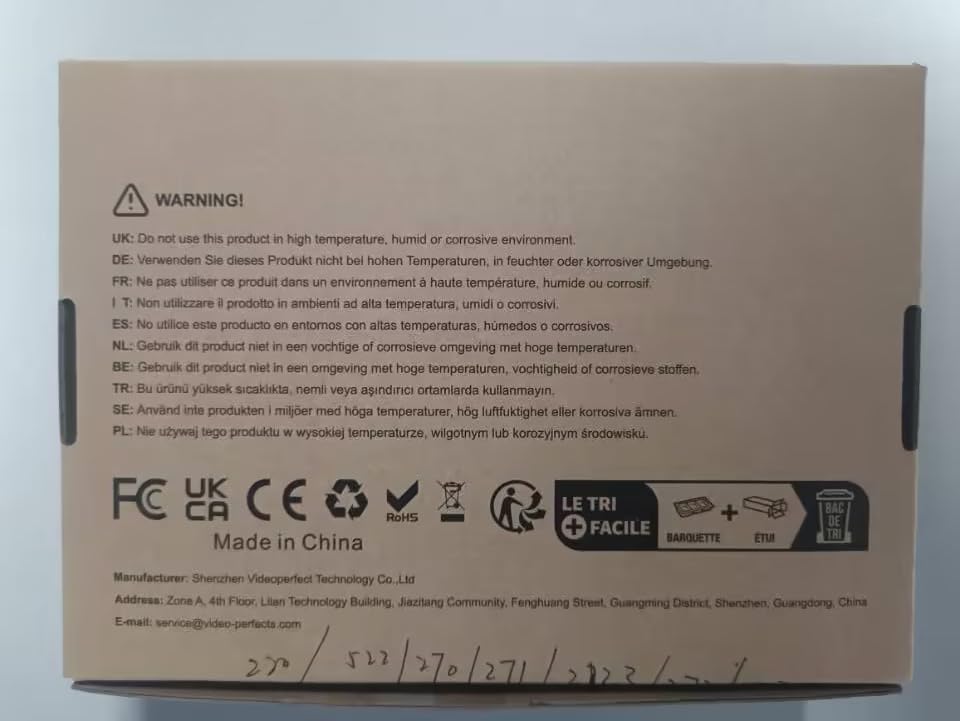 WARNING!
UK: Do not use this product in high temperature, humid or corrosive environment.
DE: Verwenden Sie dieses Produkt nicht bei hohen Temperaturen, in feuchter oder korrosiver Umgebung.
FR: Ne pas utiliser ce produit dans un environnement à haute température, humide ou corrosif.
I T: Non utilizzare il prodotto in ambienti ad alta temperatura, umidi o corrosivi.
ES: No utilice este producto en entornos con altas temperaturas, húmedos o corrosivos.
NL: Gebruik dit product niet in een vochtige of corrosieve omgeving met hoge temperaturen.
BE: Gebruik dit product niet in een omgeving met hoge temperaturen, vochtigheid of corrosieve stoffen.
TR: Bu ürünü yüksek sıcaklıkta, nemli veya aşındırıcı ortamlarda kullanmayın.
SE: Använd inte produkten i miljöer med höga temperaturer, hög luftfuktighet eller korrosiva ämnen.
PL: Nie używaj tego produktu w wysokiej temperaturze, wilgotnym lub korozyjnym środowisku.
FC UK CA CE RoHS LE TRI + FACILE BARQUETTE + ÉTUI BAC DE TRI
Made in China
Manufacturer: Shenzhen Videoperfect Technology Co.,Ltd
Address: Zone A, 4th Floor, Lilan Technology Building, Jiazitang Community, Fenghuang Street, Guangming District, Shenzhen, Guangdong, China
E-mail: service@video-perfects.com
230 / 522 / 270 / 271 /